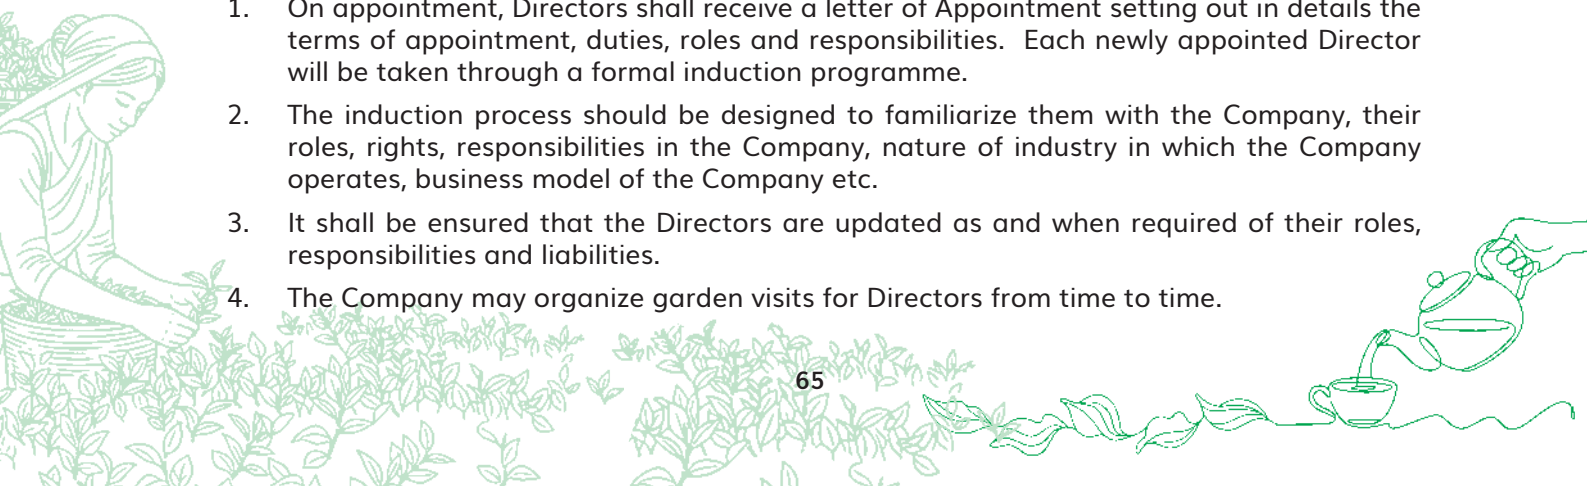 1. On appointment, Directors shall receive a letter of Appointment setting out in details the
terms of appointment, duties, roles and responsibilities. Each newly appointed Director
will be taken through a formal induction programme.
2. The induction process should be designed to familiarize them with the Company, their
roles, rights, responsibilities in the Company, nature of industry in which the Company
operates, business model of the Company etc.
3. It shall be ensured that the Directors are updated as and when required of their roles,
responsibilities and liabilities.
4. The Company may organize garden visits for Directors from time to time.
65